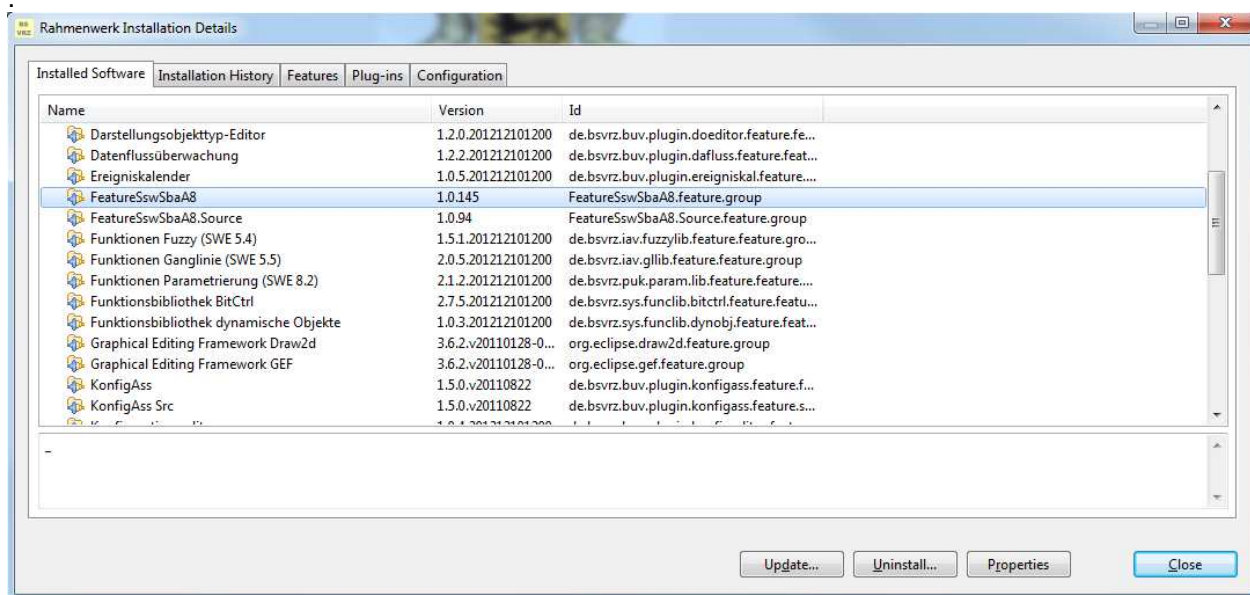 .
BS
VRZ
Rahmenwerk Installation Details
Installed Software Installation History Features Plug-ins Configuration
Name Version Id
Darstellungsobjekttyp-Editor 1.2.0.201212101200 de.bsvrz.buv.plugin.doeditor.feature.fe...
Datenflussüberwachung 1.2.2.201212101200 de.bsvrz.buv.plugin.dafluss.feature.feat...
Ereigniskalender 1.0.5.201212101200 de.bsvrz.buv.plugin.ereigniskal.feature....
FeatureSswSbaA8 1.0.145 FeatureSswSbaA8.feature.group
FeatureSswSbaA8.Source 1.0.94 FeatureSswSbaA8.Source.feature.group
Funktionen Fuzzy (SWE 5.4) 1.5.1.201212101200 de.bsvrz.iav.fuzzylib.feature.feature.gro...
Funktionen Ganglinie (SWE 5.5) 2.0.5.201212101200 de.bsvrz.iav.gllib.feature.feature.group
Funktionen Parametrierung (SWE 8.2) 2.1.2.201212101200 de.bsvrz.puk.param.lib.feature.feature....
Funktionsbibliothek BitCtrl 2.7.5.201212101200 de.bsvrz.sys.funclib.bitctrl.feature.featu...
Funktionsbibliothek dynamische Objekte 1.0.3.201212101200 de.bsvrz.sys.funclib.dynobj.feature.feat...
Graphical Editing Framework Draw2d 3.6.2.v20110128-0... org.eclipse.draw2d.feature.group
Graphical Editing Framework GEF 3.6.2.v20110128-0... org.eclipse.gef.feature.group
KonfigAss 1.5.0.v20110822 de.bsvrz.buv.plugin.konfigass.feature.f...
KonfigAss Src 1.5.0.v20110822 de.bsvrz.buv.plugin.konfigass.feature.s...
-
Update... Uninstall... Properties Close